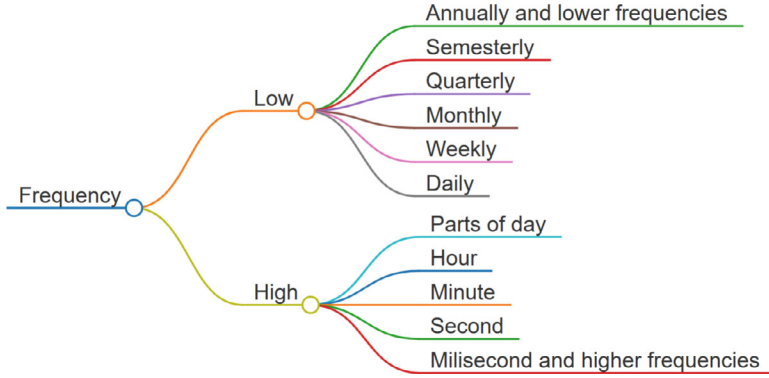 Frequency
Low
Annually and lower frequencies
Semesterly
Quarterly
Monthly
Weekly
Daily
High
Parts of day
Hour
Minute
Second
Milisecond and higher frequencies